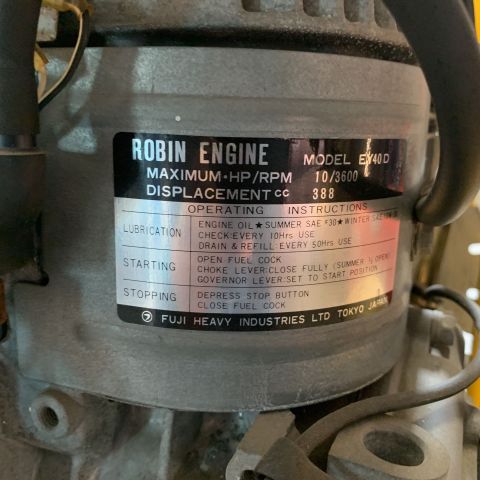 ROBIN ENGINE MODEL EY40D
MAXIMUM·HP/RPM 10/3600
DISPLACEMENT CC 388
OPERATING INSTRUCTIONS
LUBRICATION ENGINE OIL★SUMMER SAE #30★WINTER SAE
CHECK:EVERY 10Hrs USE
DRAIN & REFILL:EVERY 50Hrs USE
STARTING OPEN FUEL COCK
CHOKE LEVER:CLOSE FULLY (SUMMER ½ OPEN)
GOVERNOR LEVER:SET TO START POSITION
STOPPING DEPRESS STOP BUTTON
CLOSE FUEL COCK
FUJI HEAVY INDUSTRIES LTD TOKYO JAPAN